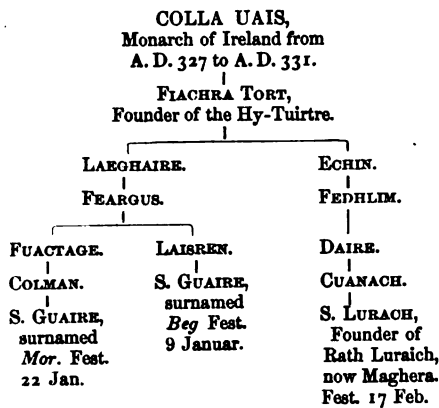 COLLA UAIS,
Monarch of Ireland from
A. D. 327 to A. D. 331.
FIACHRA TORT,
Founder of the Hy-Tuirtre.
LAEGHAIRE. ECHIN.
FEARGUS. FEDHLIM.
FUACTAGE. LAISREN. DAIRE.
COLMAN. S. GUAIRE, CUANACH.
S. GUAIRE, surnamed S. LURACH,
surnamed Beg Fest. Founder of
Mor. Fest. 9 Januar. Rath Luraich,
22 Jan. now Maghera.
Fest. 17 Feb.